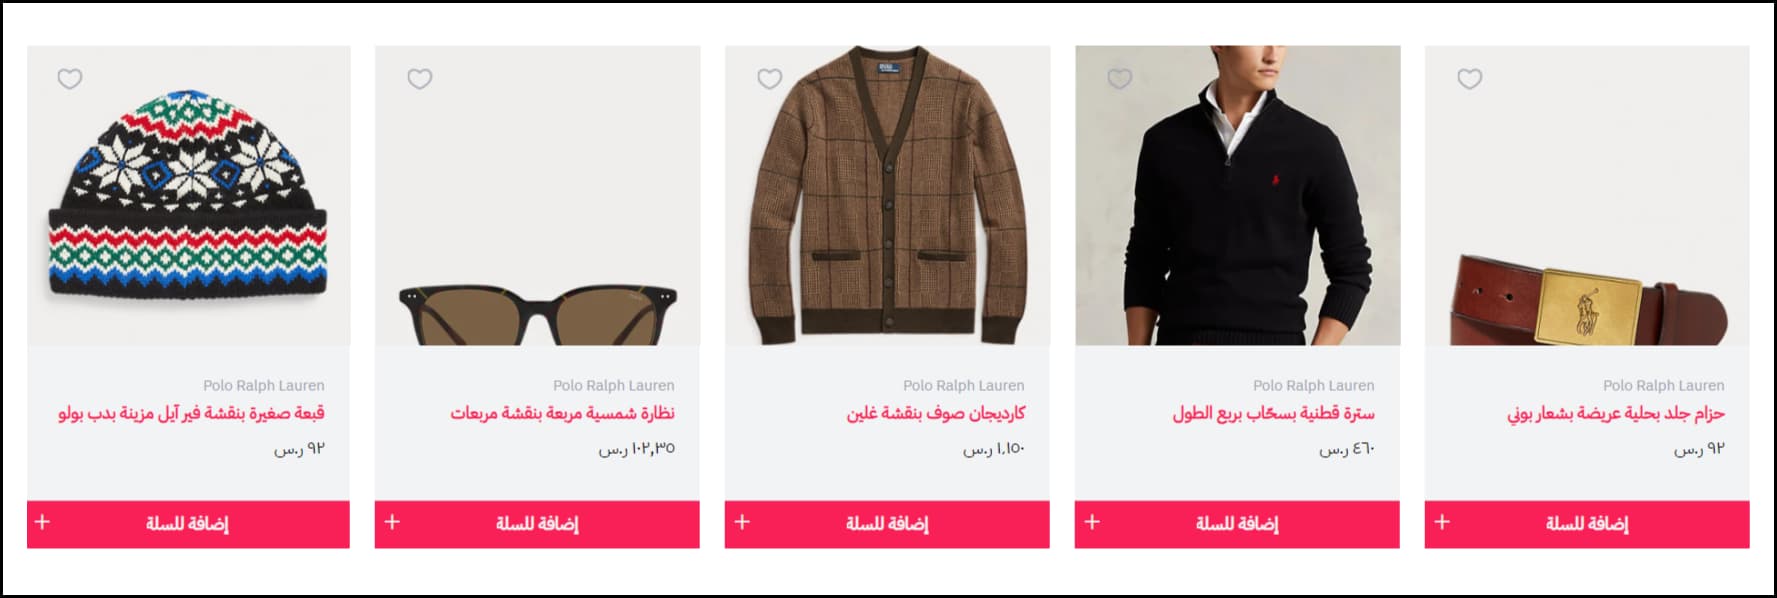 Polo Ralph Lauren
حزام جلد بحلية عريضة بشعار بوني
٩٢ ر.س
إضافة للسلة +
Polo Ralph Lauren
سترة قطنية بسحّاب بربع الطول
٤٦٠ ر.س
إضافة للسلة +
Polo Ralph Lauren
كارديجان صوف بنقشة غلين
١,١٥٠ ر.س
إضافة للسلة +
Polo Ralph Lauren
نظارة شمسية مربعة بنقشة مربعات
١٠٢,٣٥ ر.س
إضافة للسلة +
Polo Ralph Lauren
قبعة صغيرة بنقشة فير آيل مزينة بدب بولو
٩٢ ر.س
إضافة للسلة +